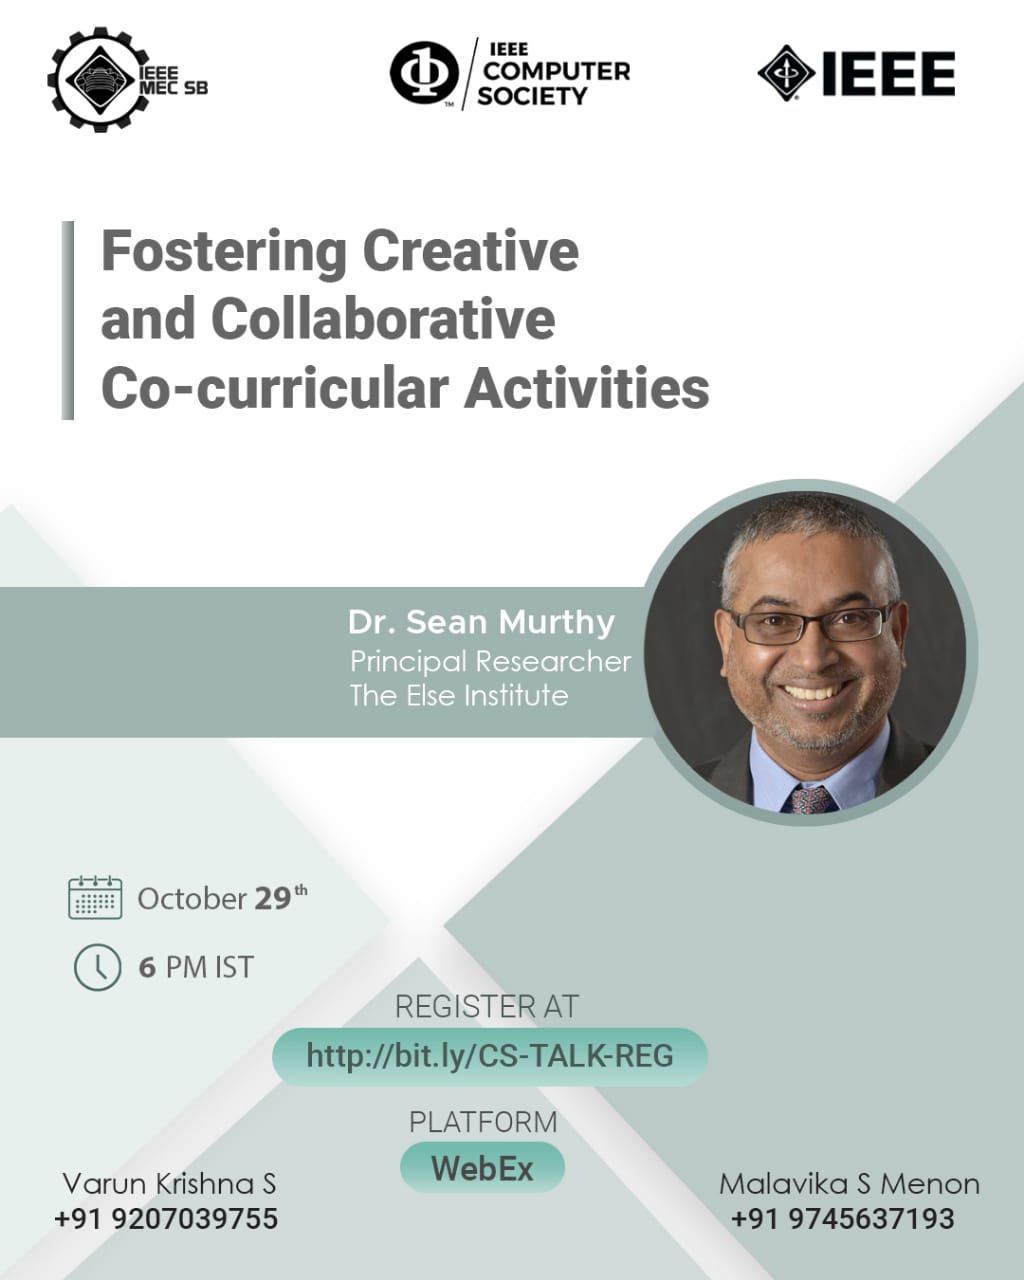 IEEE
MEC SB
IEEE
COMPUTER
SOCIETY
TM
IEEE
®
Fostering Creative
and Collaborative
Co-curricular Activities
Dr. Sean Murthy
Principal Researcher
The Else Institute
October 29th
6 PM IST
REGISTER AT
http://bit.ly/CS-TALK-REG
PLATFORM
WebEx
Varun Krishna S
+91 9207039755
Malavika S Menon
+91 9745637193